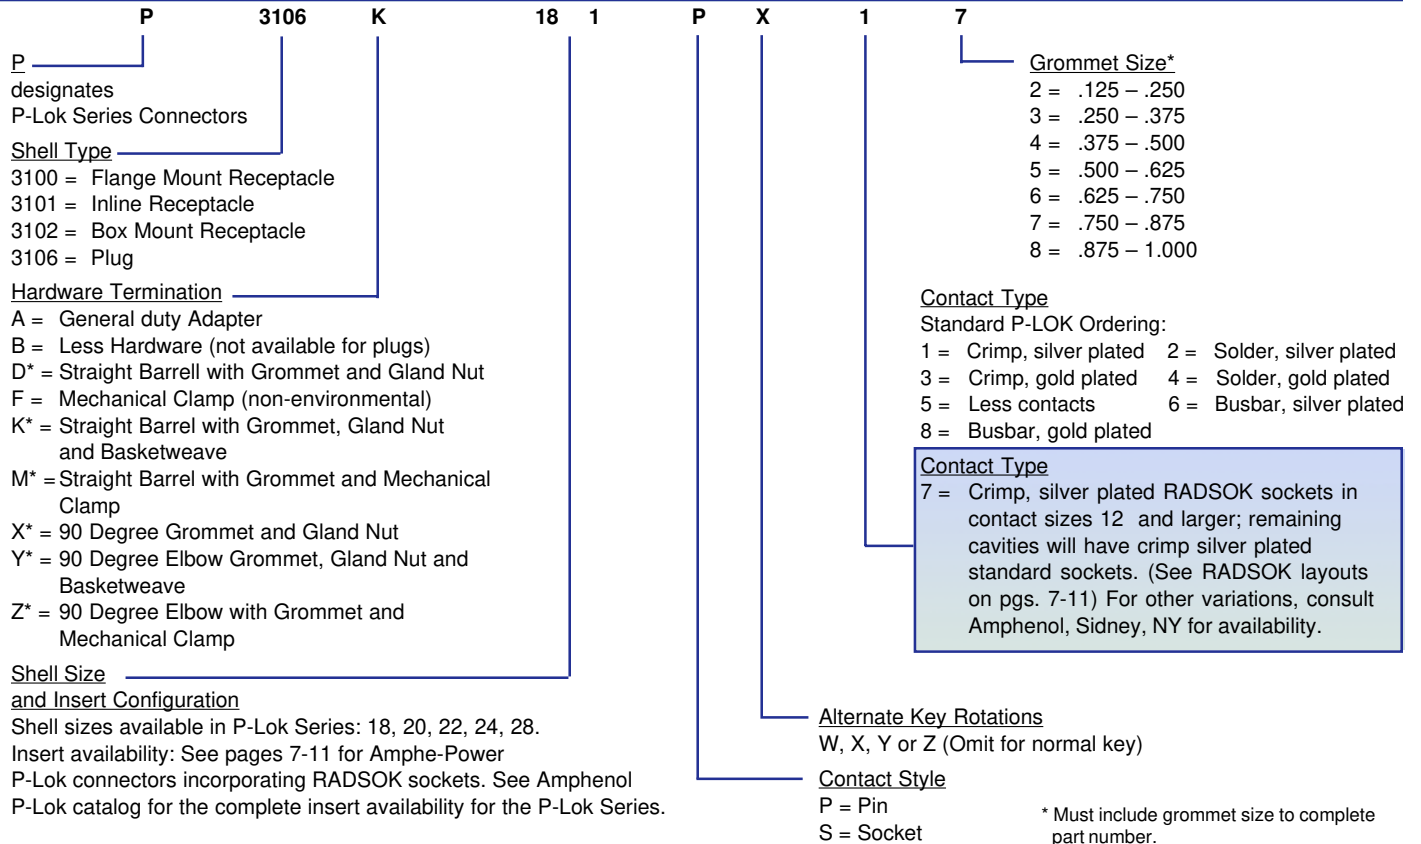 P 3106 K 18 1 P X 1 7
P
designates
P-Lok Series Connectors
Shell Type
3100 = Flange Mount Receptacle
3101 = Inline Receptacle
3102 = Box Mount Receptacle
3106 = Plug
Hardware Termination
A = General duty Adapter
B = Less Hardware (not available for plugs)
D* = Straight Barrell with Grommet and Gland Nut
F = Mechanical Clamp (non-environmental)
K* = Straight Barrel with Grommet, Gland Nut
and Basketweave
M* = Straight Barrel with Grommet and Mechanical
Clamp
X* = 90 Degree Grommet and Gland Nut
Y* = 90 Degree Elbow Grommet, Gland Nut and
Basketweave
Z* = 90 Degree Elbow with Grommet and
Mechanical Clamp
Shell Size
and Insert Configuration
Shell sizes available in P-Lok Series: 18, 20, 22, 24, 28.
Insert availability: See pages 7-11 for Amphe-Power
P-Lok connectors incorporating RADSOK sockets. See Amphenol
P-Lok catalog for the complete insert availability for the P-Lok Series.
Grommet Size*
2 = .125 – .250
3 = .250 – .375
4 = .375 – .500
5 = .500 – .625
6 = .625 – .750
7 = .750 – .875
8 = .875 – 1.000
Contact Type
Standard P-LOK Ordering:
1 = Crimp, silver plated 2 = Solder, silver plated
3 = Crimp, gold plated 4 = Solder, gold plated
5 = Less contacts 6 = Busbar, silver plated
8 = Busbar, gold plated
Contact Type
7 = Crimp, silver plated RADSOK sockets in
contact sizes 12 and larger; remaining
cavities will have crimp silver plated
standard sockets. (See RADSOK layouts
on pgs. 7-11) For other variations, consult
Amphenol, Sidney, NY for availability.
Alternate Key Rotations
W, X, Y or Z (Omit for normal key)
Contact Style
P = Pin
S = Socket
* Must include grommet size to complete
part number.